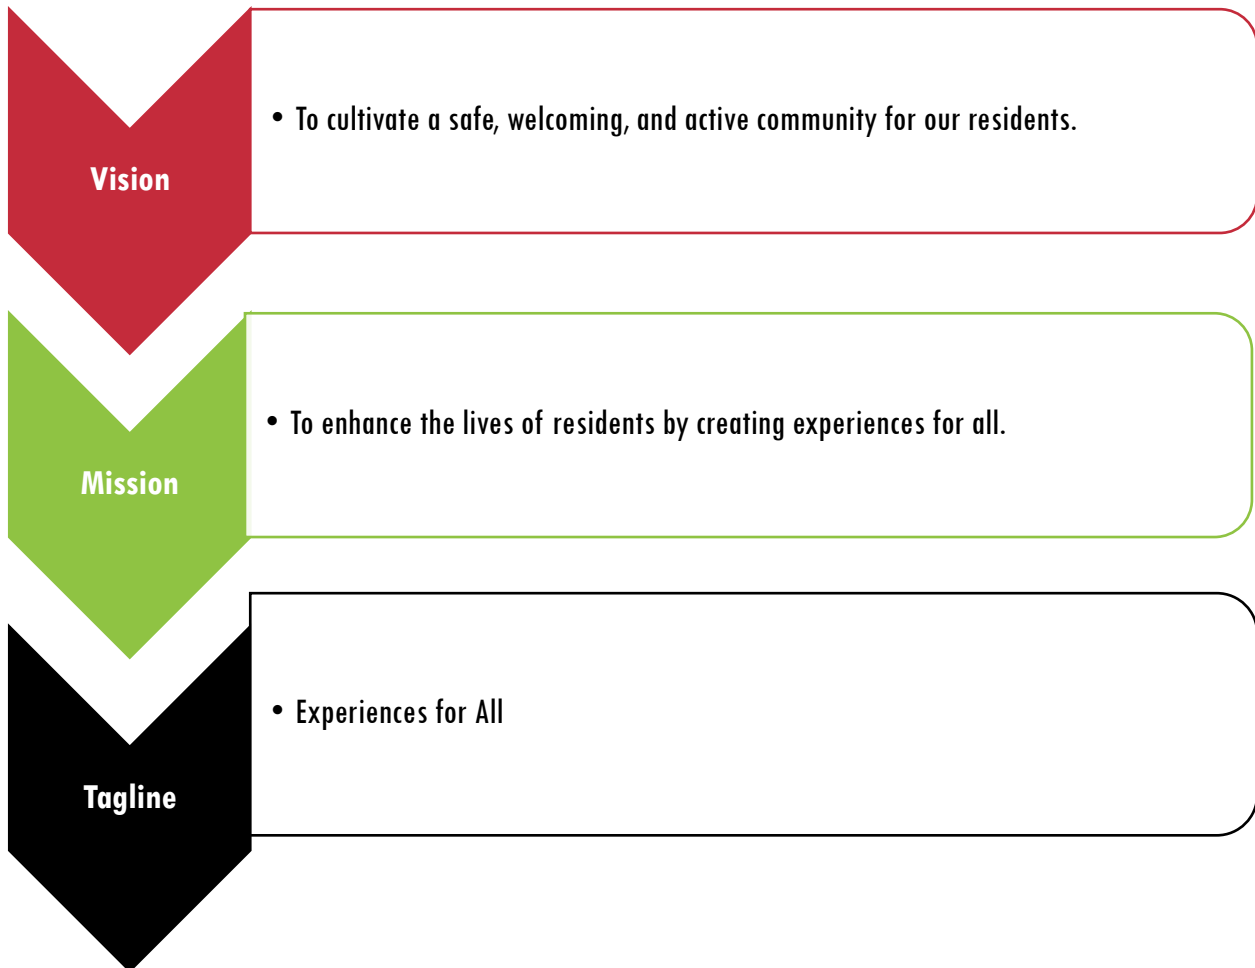 Vision
• To cultivate a safe, welcoming, and active community for our residents.
Mission
• To enhance the lives of residents by creating experiences for all.
Tagline
• Experiences for All